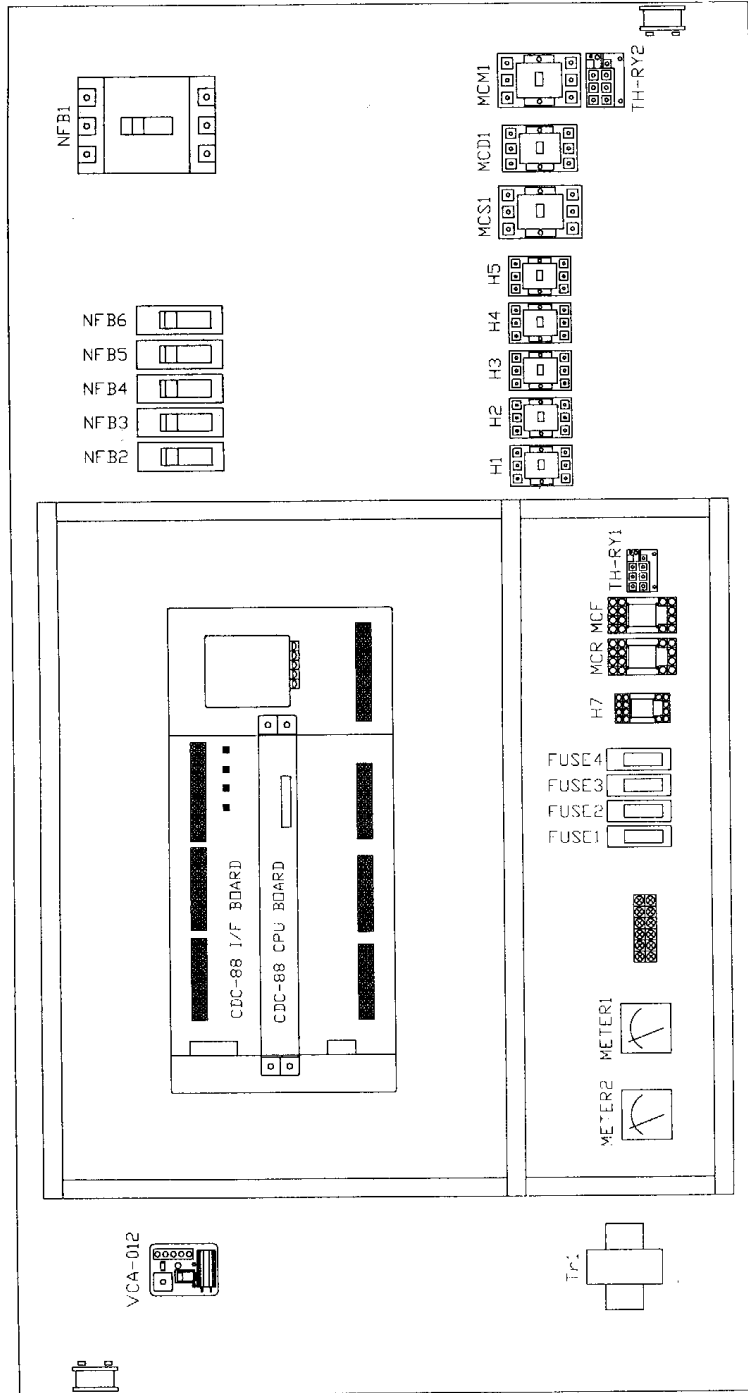 NFB1
MCM1
TH-RY2
MCD1
MCS1
H5
H4
H3
H2
H1
NFB6
NFB5
NFB4
NFB3
NFB2
TH-RY1
MCF
MCR
H7
FUSE4
FUSE3
FUSE2
FUSE1
CDC-88 I/F BOARD
CDC-88 CPU BOARD
METER1
METER2
VCA-012
Tr1